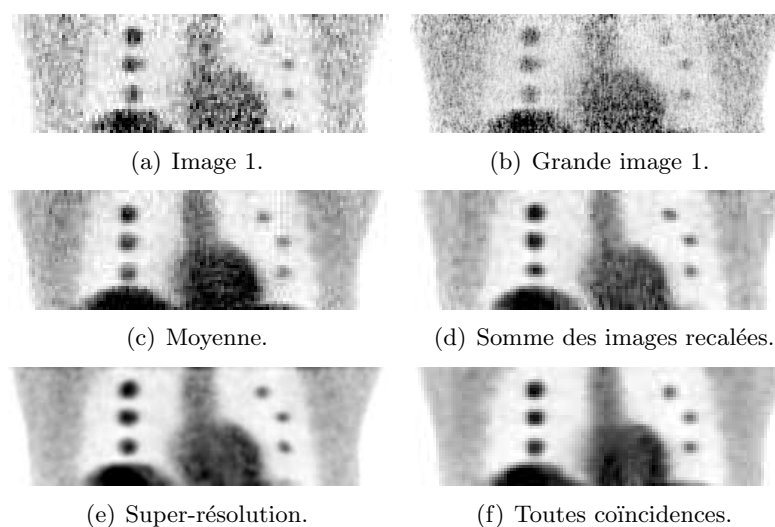 (a) Image 1.
(b) Grande image 1.
(c) Moyenne.
(d) Somme des images recalées.
(e) Super-résolution.
(f) Toutes coïncidences.